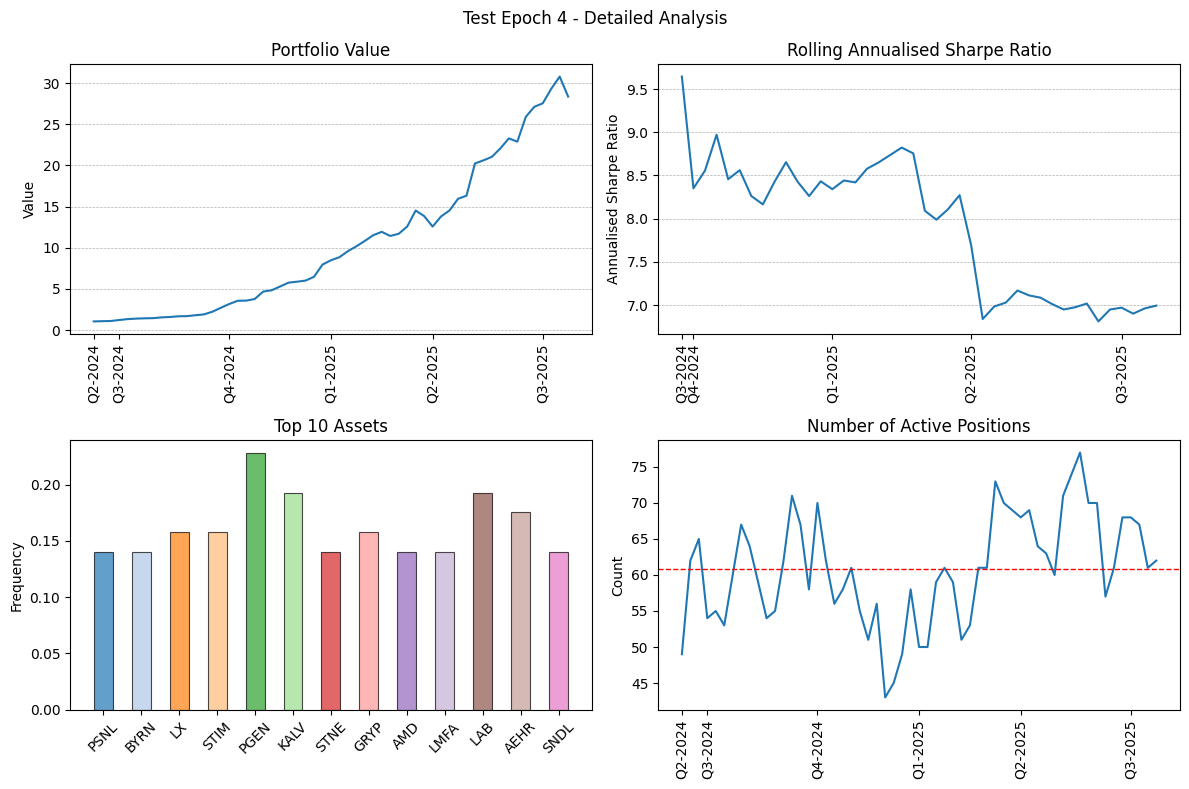 Test Epoch 4 - Detailed Analysis
Portfolio Value
Value
30
25
20
15
10
5
0
Q2-2024
Q3-2024
Q4-2024
Q1-2025
Q2-2025
Q3-2025
Rolling Annualised Sharpe Ratio
Annualised Sharpe Ratio
9.5
9.0
8.5
8.0
7.5
7.0
Q3-2024
Q4-2024
Q1-2025
Q2-2025
Q3-2025
Top 10 Assets
Frequency
0.20
0.15
0.10
0.05
0.00
PSNL
BYRN
LX
STIM
PGEN
KALV
STNE
GRYP
AMD
LMFA
LAB
AEHR
SNDL
Number of Active Positions
Count
75
70
65
60
55
50
45
Q2-2024
Q3-2024
Q4-2024
Q1-2025
Q2-2025
Q3-2025